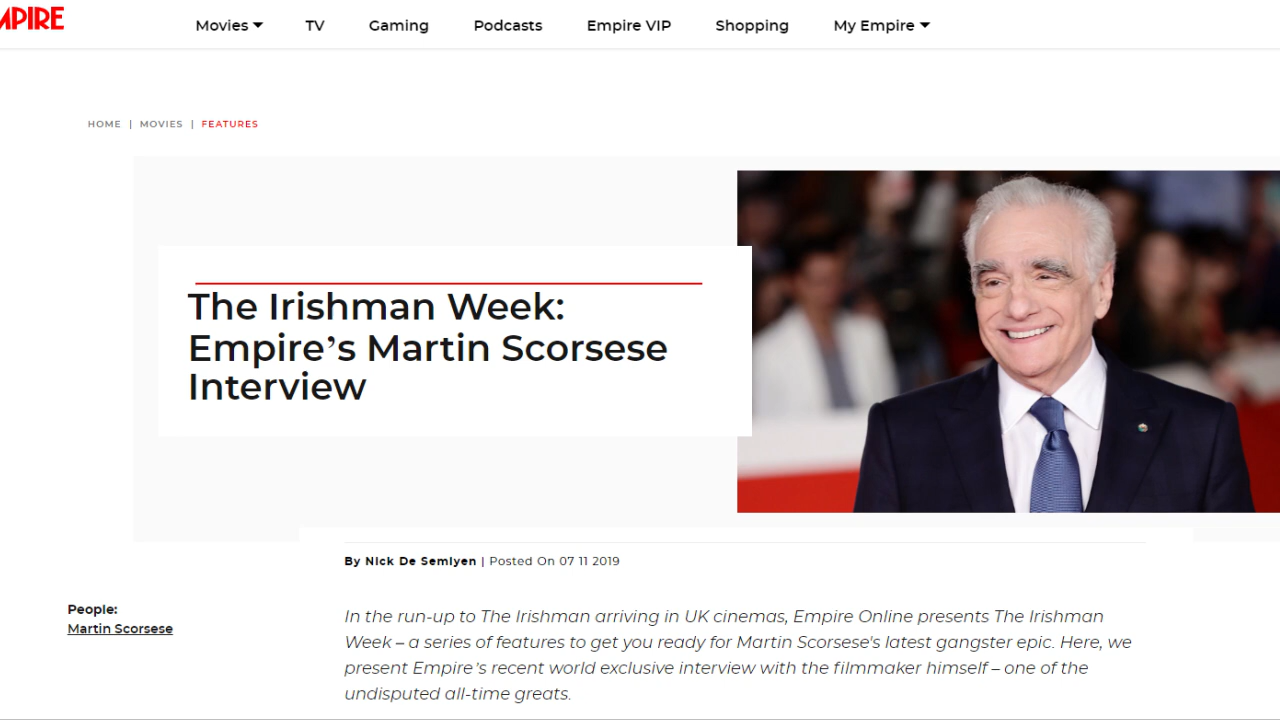 MPIRE
Movies TV Gaming Podcasts Empire VIP Shopping My Empire
HOME | MOVIES | FEATURES
The Irishman Week:
Empire’s Martin Scorsese
Interview
By Nick De Semlyen | Posted On 07 11 2019
People:
Martin Scorsese
In the run-up to The Irishman arriving in UK cinemas, Empire Online presents The Irishman
Week – a series of features to get you ready for Martin Scorsese's latest gangster epic. Here, we
present Empire’s recent world exclusive interview with the filmmaker himself – one of the
undisputed all-time greats.